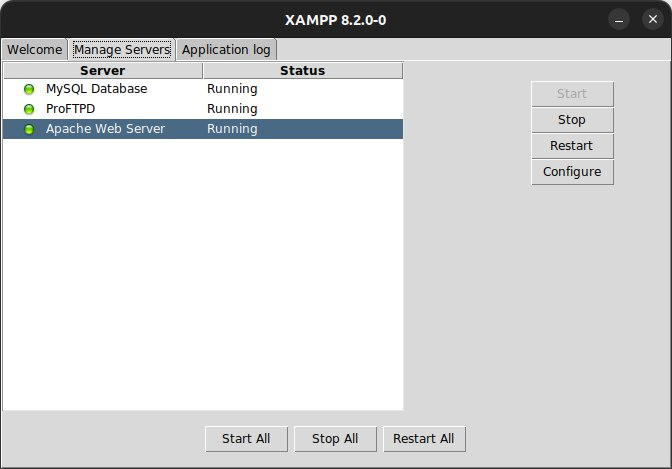 XAMPP 8.2.0-0
Welcome Manage Servers Application log
Server Status
MySQL Database Running
ProFTPD Running
Apache Web Server Running
Start
Stop
Restart
Configure
Start All Stop All Restart All